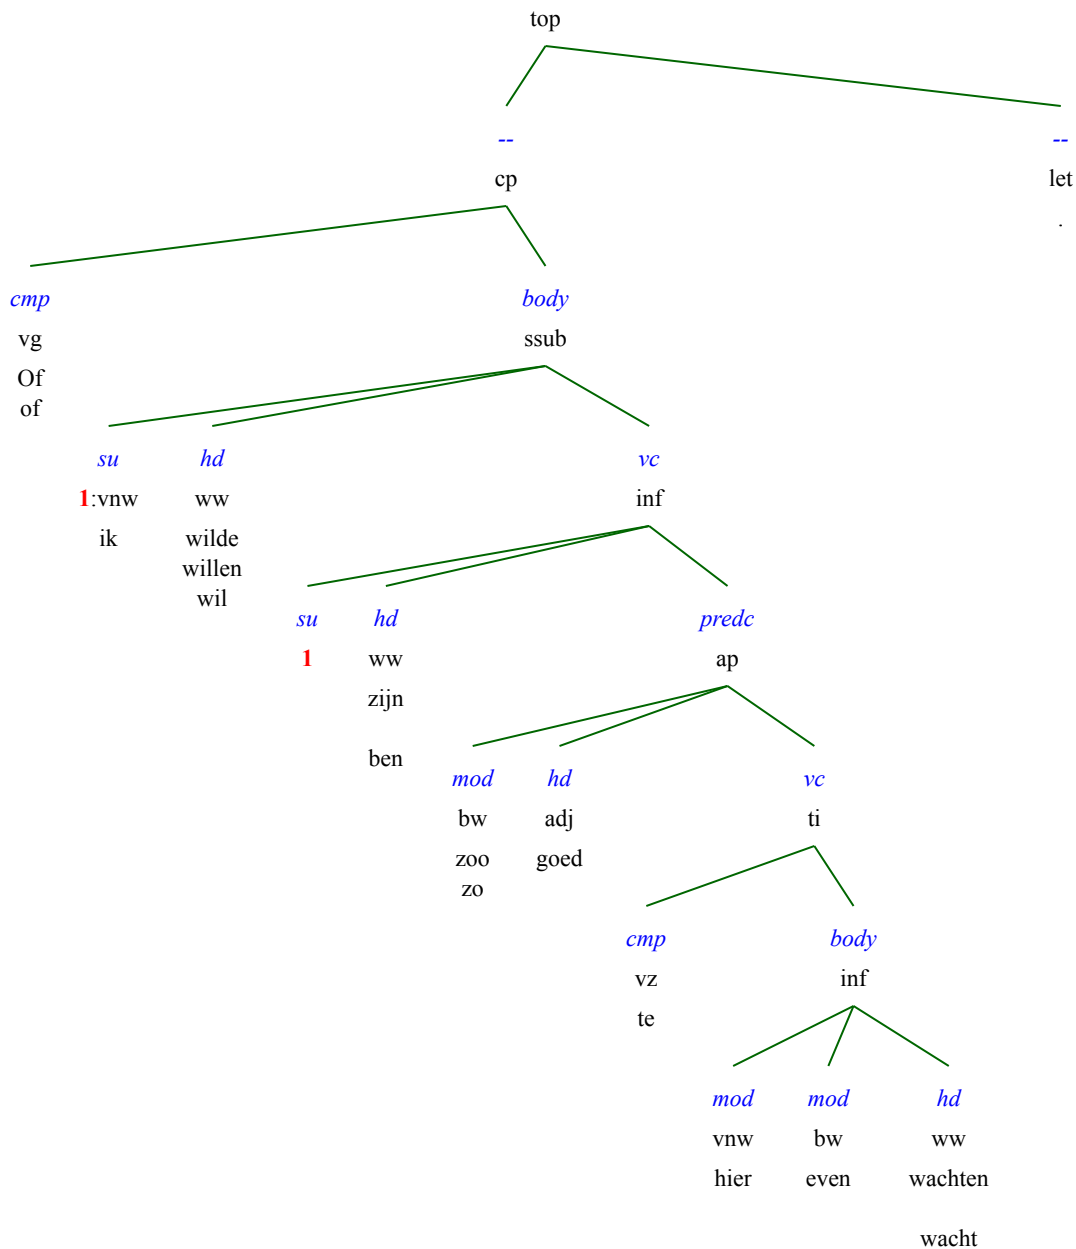 top
-- --
cp let
.
cmp body
vg ssub
Of
of
su hd vc
1:vnw ww inf
ik wilde
willen
wil
su hd predc
1 ww ap
zijn
ben
mod hd vc
bw adj ti
zoo goed
zo
cmp body
vz inf
te
mod mod hd
vnw bw ww
hier even wachten
wacht